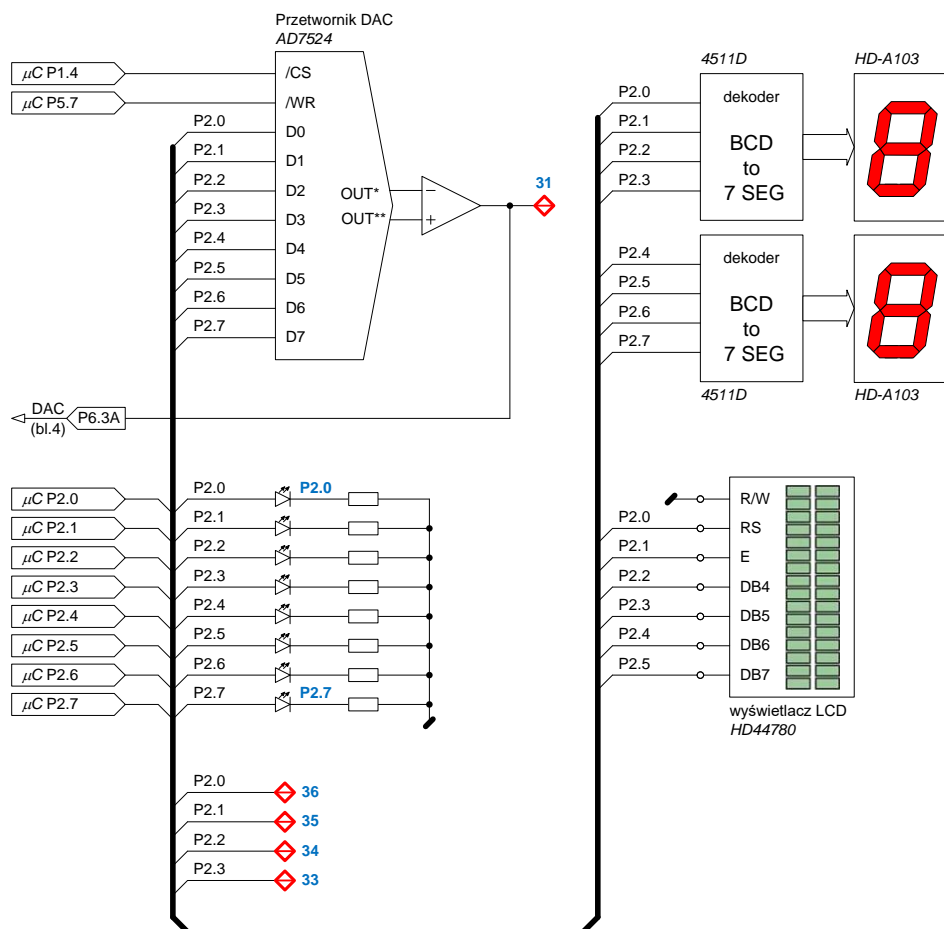 Przetwornik DAC
AD7524
μC P1.4
μC P5.7
/CS
/WR
P2.0 D0
P2.1 D1
P2.2 D2
P2.3 D3
P2.4 D4
P2.5 D5
P2.6 D6
P2.7 D7
OUT* −
OUT** +
31
DAC
(bl.4)
P6.3A
4511D
HD-A103
P2.0
P2.1
P2.2
P2.3
dekoder
BCD
to
7 SEG
8
P2.4
P2.5
P2.6
P2.7
dekoder
BCD
to
7 SEG
8
4511D
HD-A103
μC P2.0 P2.0 P2.0
μC P2.1 P2.1
μC P2.2 P2.2
μC P2.3 P2.3
μC P2.4 P2.4
μC P2.5 P2.5
μC P2.6 P2.6
μC P2.7 P2.7 P2.7
R/W
P2.0 RS
P2.1 E
P2.2 DB4
P2.3 DB5
P2.4 DB6
P2.5 DB7
wyświetlacz LCD
HD44780
P2.0 36
P2.1 35
P2.2 34
P2.3 33